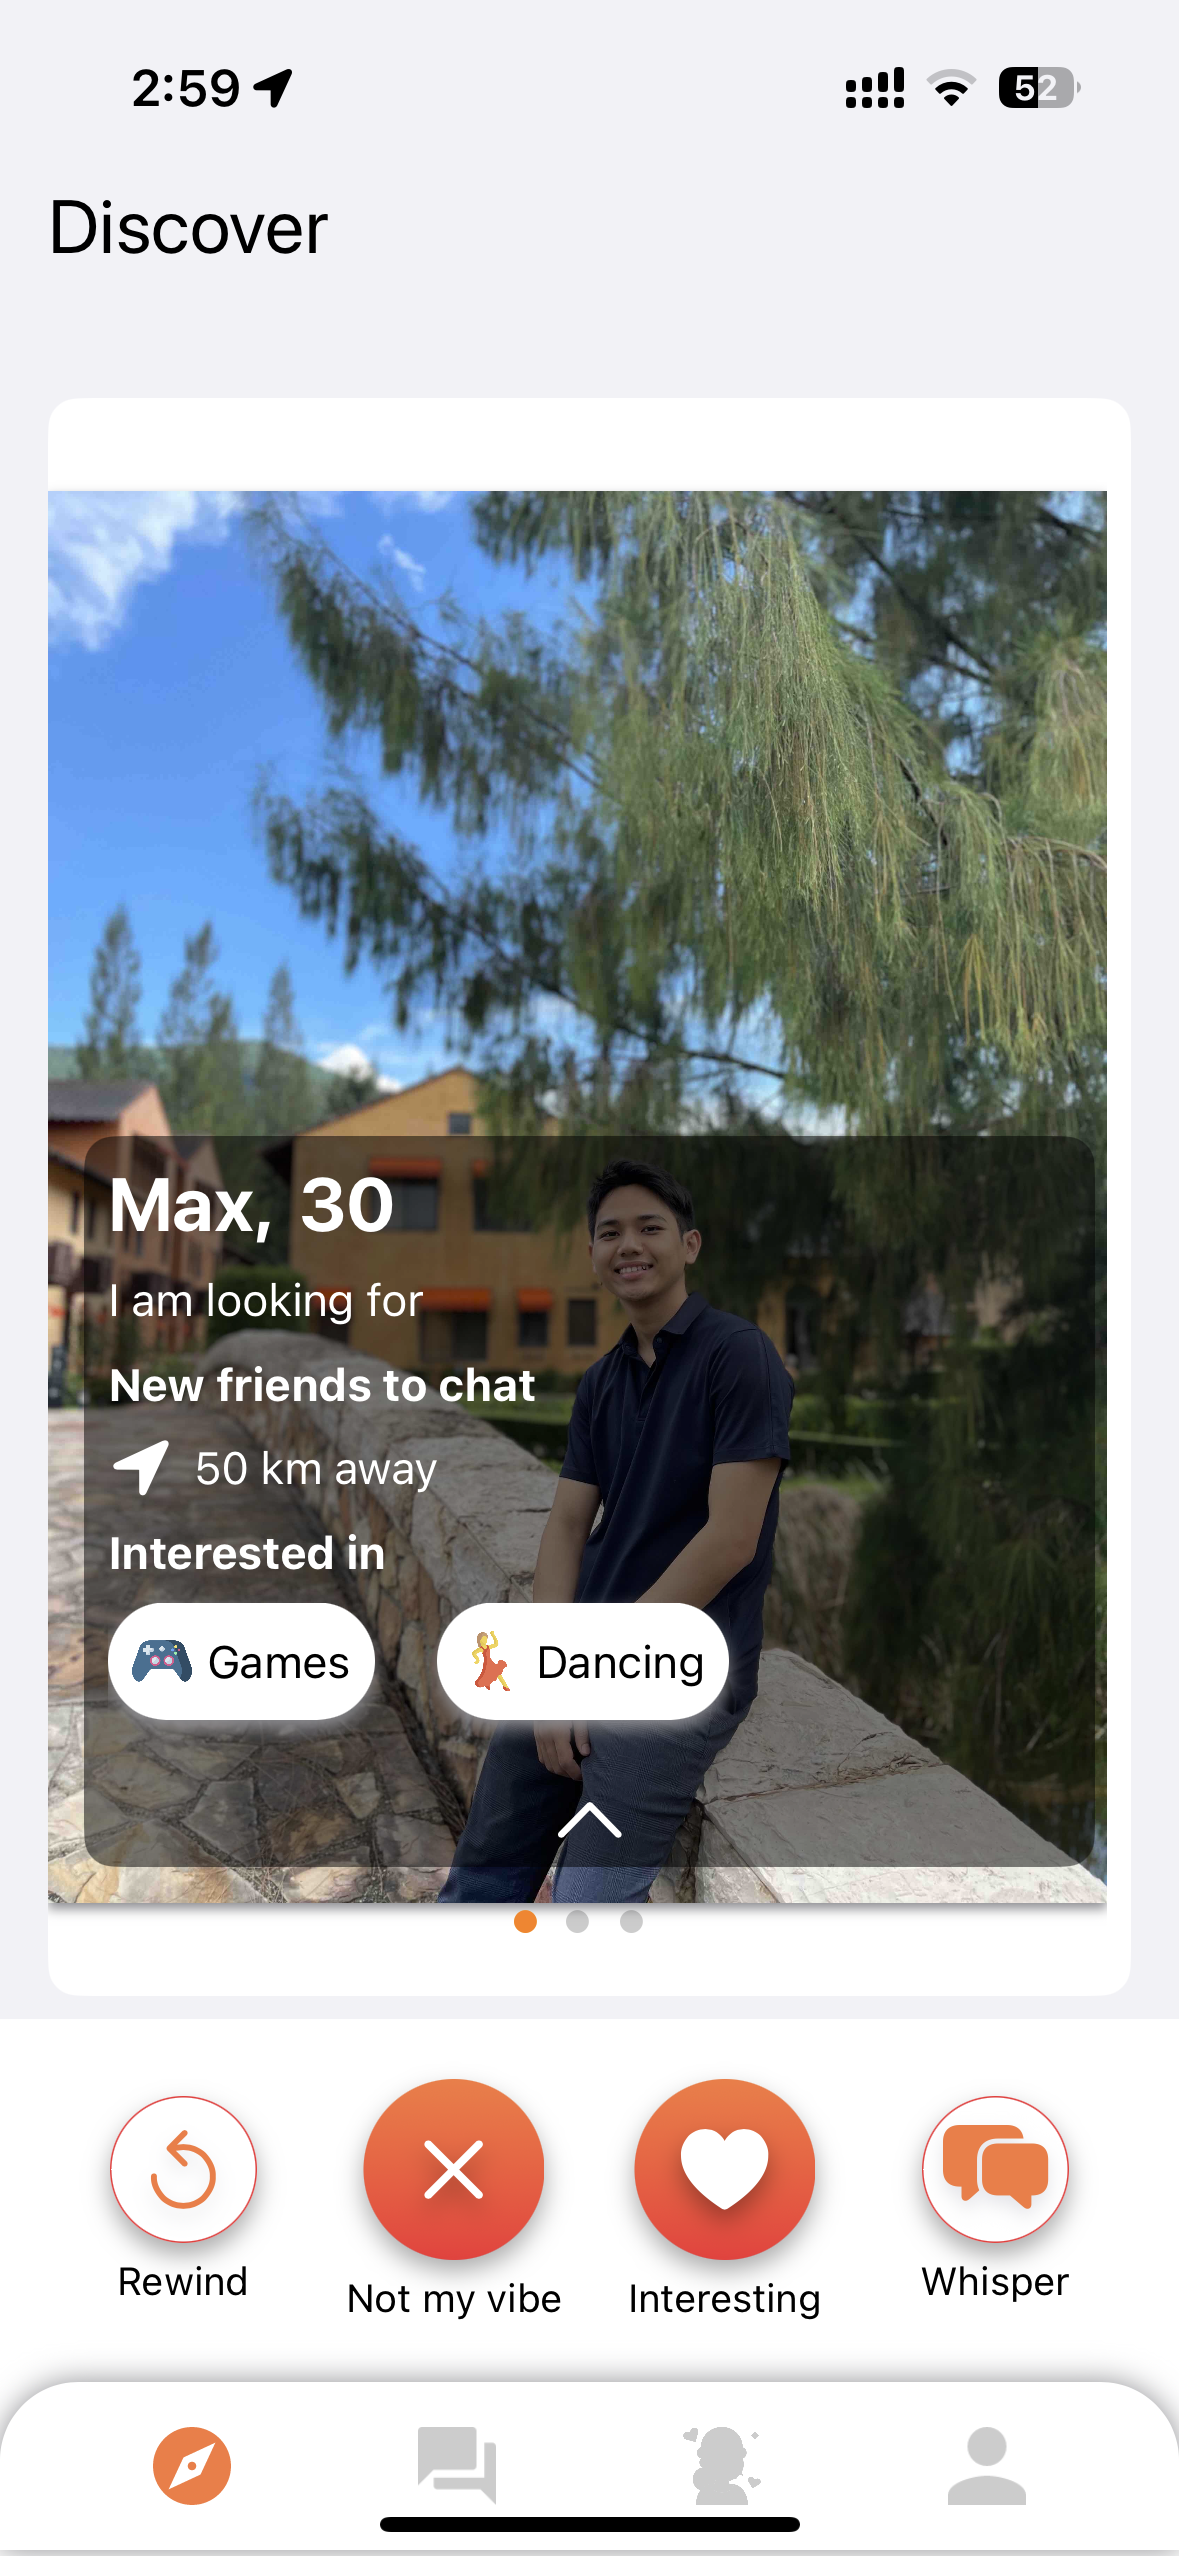 2:59
52
Discover
Max, 30
I am looking for
New friends to chat
50 km away
Interested in
Games
Dancing
Rewind
Not my vibe
Interesting
Whisper